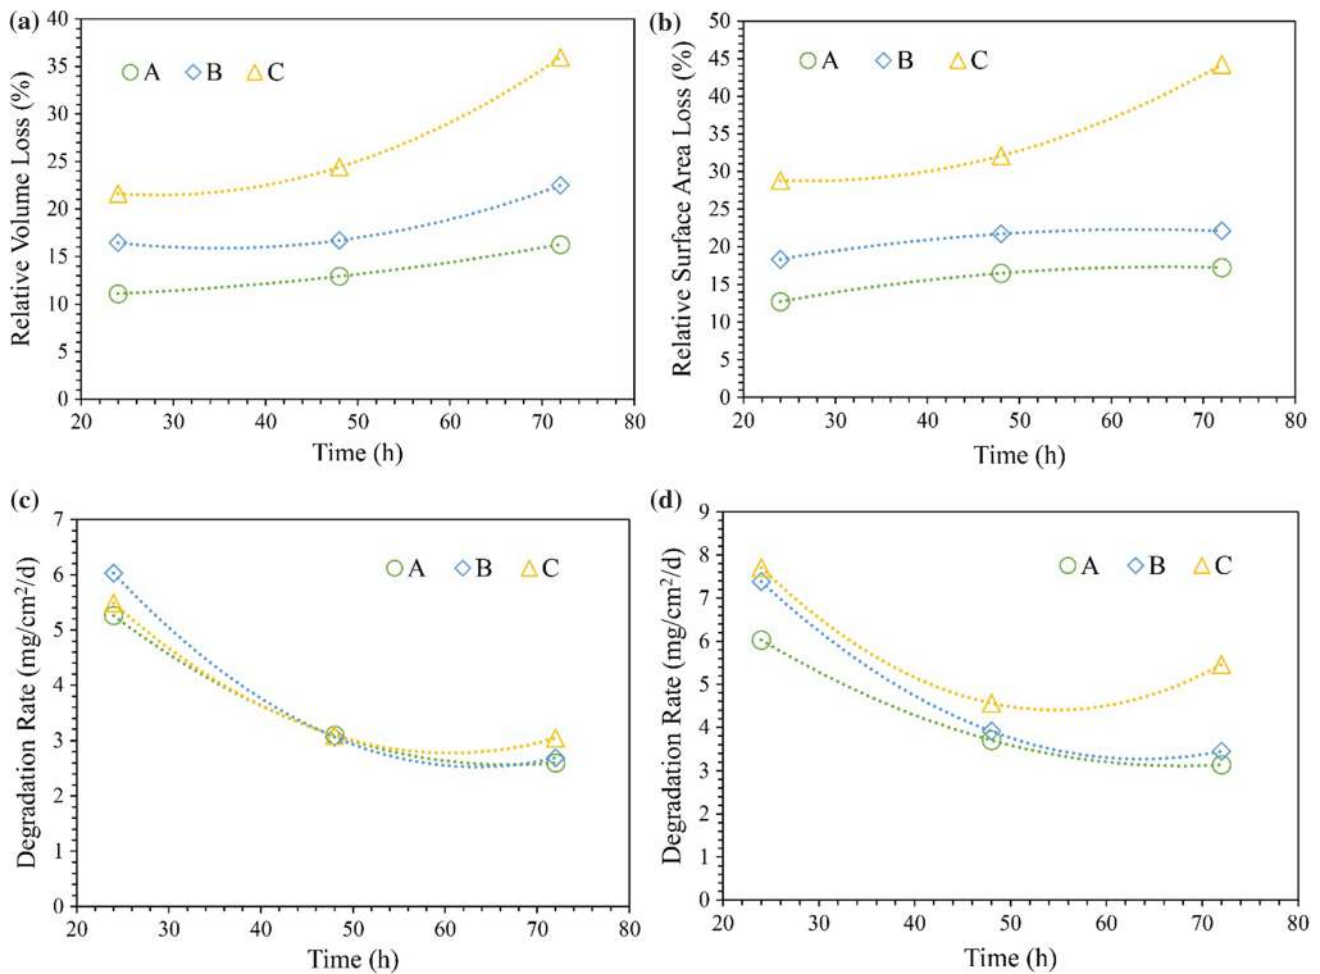 (a)
A B C
Relative Volume Loss (%)
40
35
30
25
20
15
10
5
0
20 30 40 50 60 70 80
Time (h)
(b)
A B C
Relative Surface Area Loss (%)
50
45
40
35
30
25
20
15
10
5
0
20 30 40 50 60 70 80
Time (h)
(c)
A B C
Degradation Rate (mg/cm²/d)
7
6
5
4
3
2
1
0
20 30 40 50 60 70 80
Time (h)
(d)
A B C
Degradation Rate (mg/cm²/d)
9
8
7
6
5
4
3
2
1
0
20 30 40 50 60 70 80
Time (h)